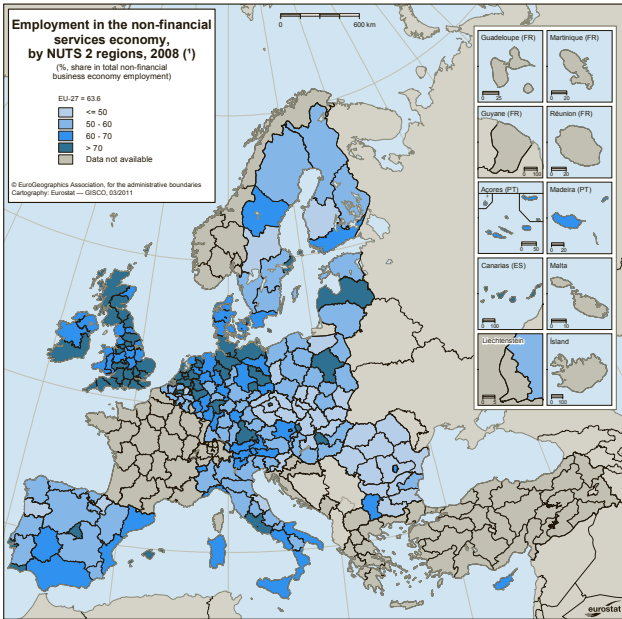 Employment in the non-financial
services economy,
by NUTS 2 regions, 2008 (¹)
(%, share in total non-financial
business economy employment)
EU-27 = 63.6
<= 50
50 - 60
60 - 70
> 70
Data not available
© EuroGeographics Association, for the administrative boundaries
Cartography: Eurostat — GISCO, 03/2011
0 600 km
Guadeloupe (FR)
0 25
Martinique (FR)
0 20
Guyane (FR)
0 100
Réunion (FR)
0 20
Açores (PT)
0 50
Madeira (PT)
0 20
Canarias (ES)
0 100
Malta
0 10
Liechtenstein
0 5
Ísland
0 100
eurostat